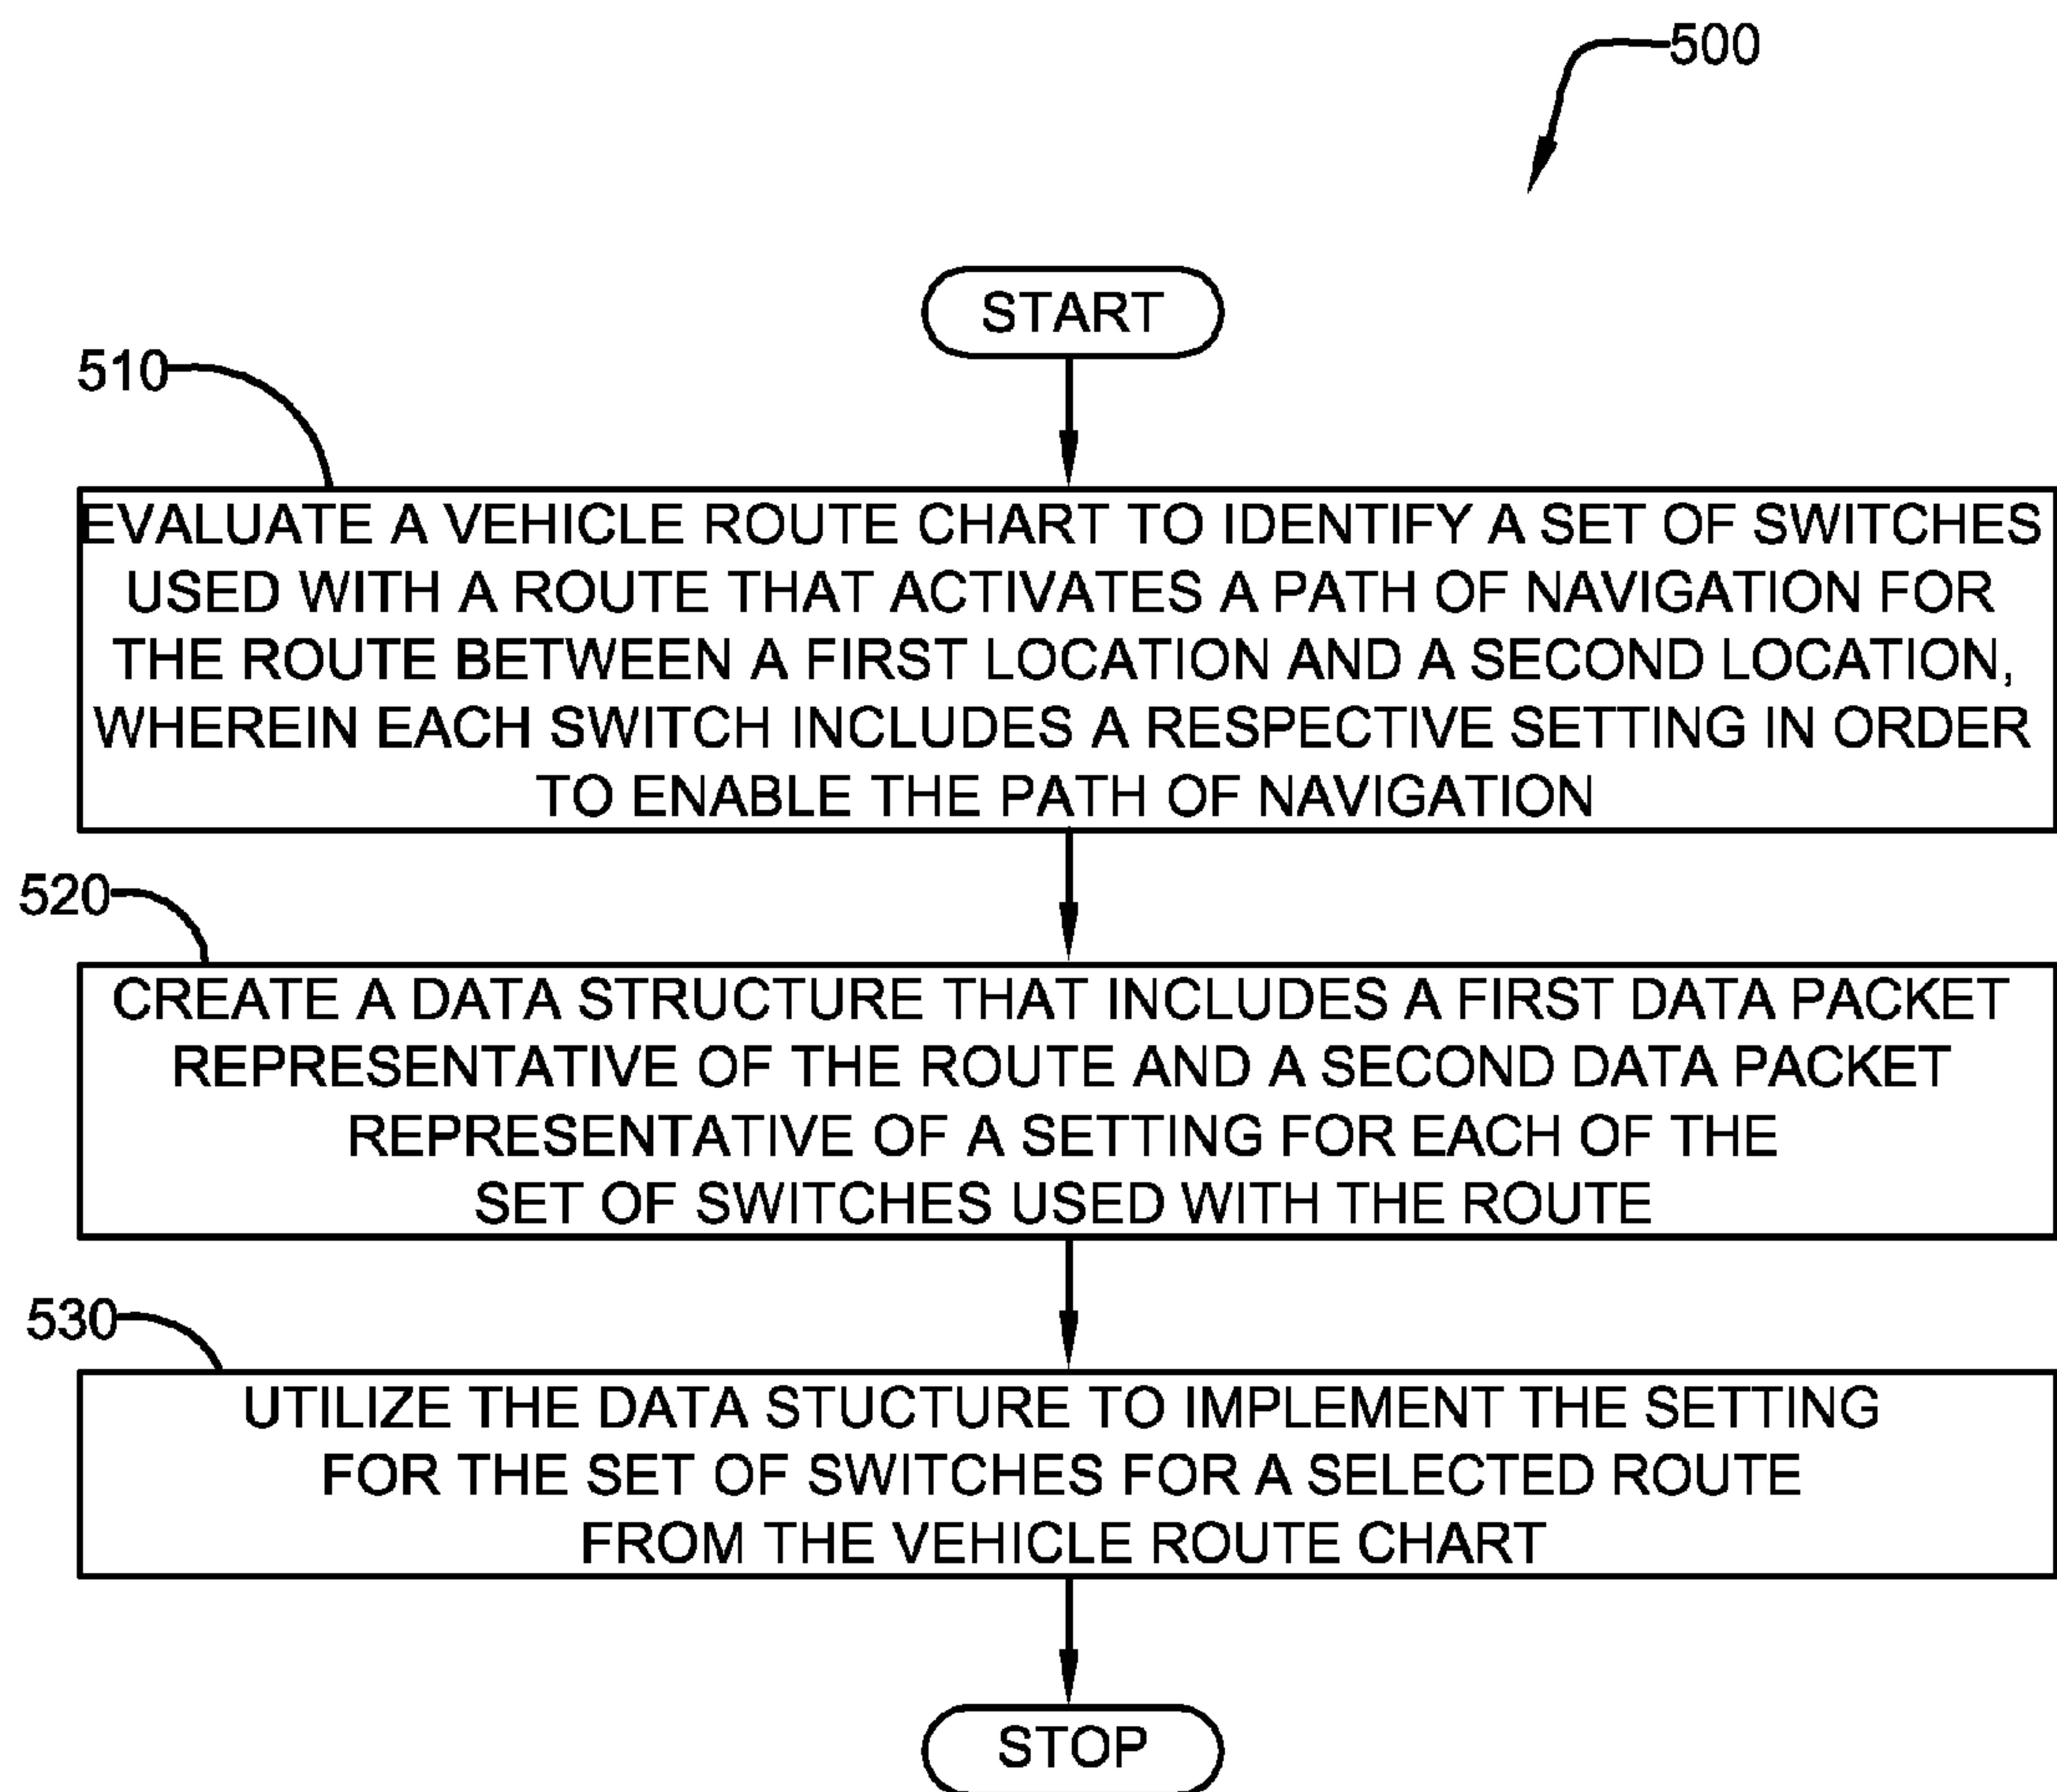 500
START
510
EVALUATE A VEHICLE ROUTE CHART TO IDENTIFY A SET OF SWITCHES
USED WITH A ROUTE THAT ACTIVATES A PATH OF NAVIGATION FOR
THE ROUTE BETWEEN A FIRST LOCATION AND A SECOND LOCATION,
WHEREIN EACH SWITCH INCLUDES A RESPECTIVE SETTING IN ORDER
TO ENABLE THE PATH OF NAVIGATION
520
CREATE A DATA STRUCTURE THAT INCLUDES A FIRST DATA PACKET
REPRESENTATIVE OF THE ROUTE AND A SECOND DATA PACKET
REPRESENTATIVE OF A SETTING FOR EACH OF THE
SET OF SWITCHES USED WITH THE ROUTE
530
UTILIZE THE DATA STUCTURE TO IMPLEMENT THE SETTING
FOR THE SET OF SWITCHES FOR A SELECTED ROUTE
FROM THE VEHICLE ROUTE CHART
STOP